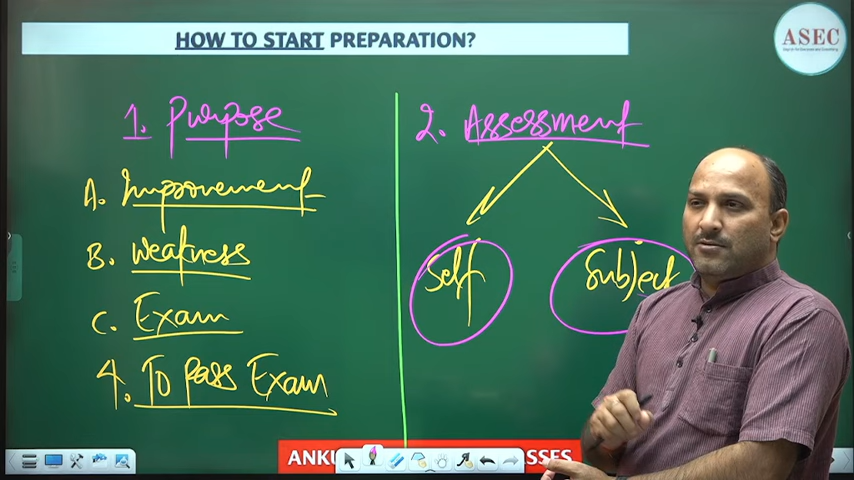 HOW TO START PREPARATION?
ASEC
1. Purpose
A. Improvement
B. Weakness
C. Exam
4. To Pass Exam
2. Assessment
Self
Subject
ANKU
SSES